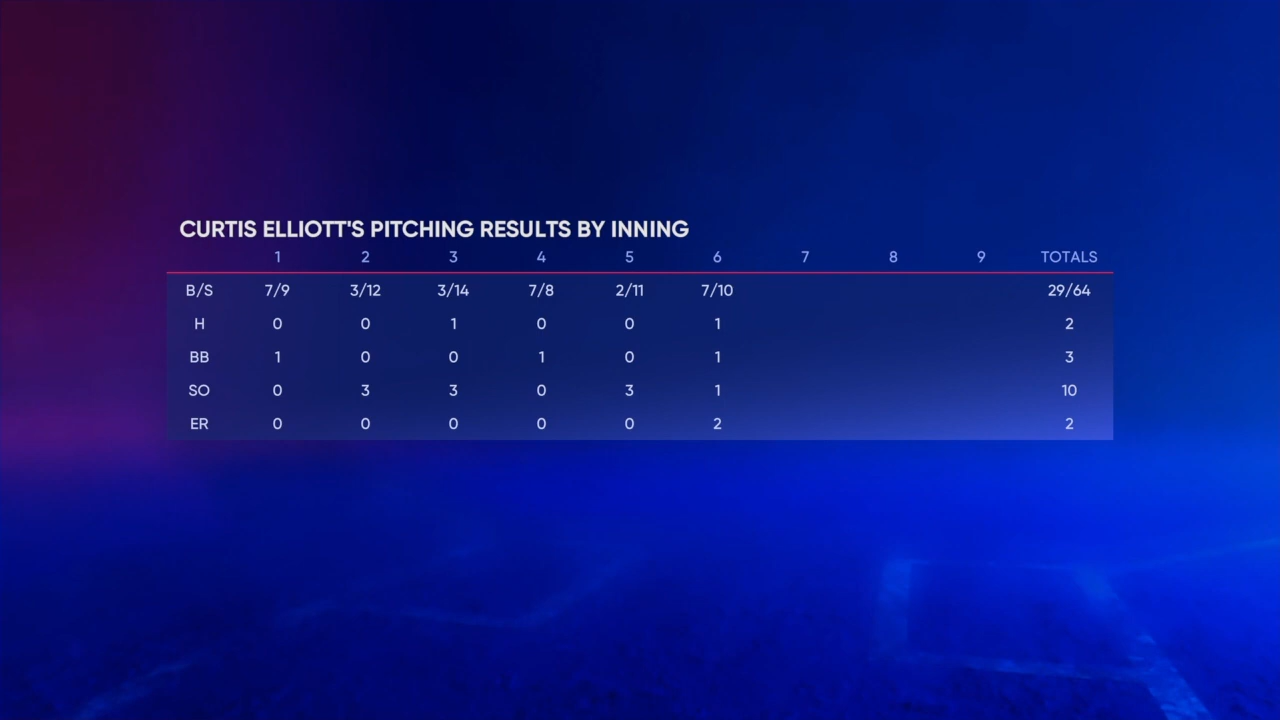 CURTIS ELLIOTT'S PITCHING RESULTS BY INNING
1 2 3 4 5 6 7 8 9 TOTALS
B/S 7/9 3/12 3/14 7/8 2/11 7/10 29/64
H 0 0 1 0 0 1 2
BB 1 0 0 1 0 1 3
SO 0 3 3 0 3 1 10
ER 0 0 0 0 0 2 2